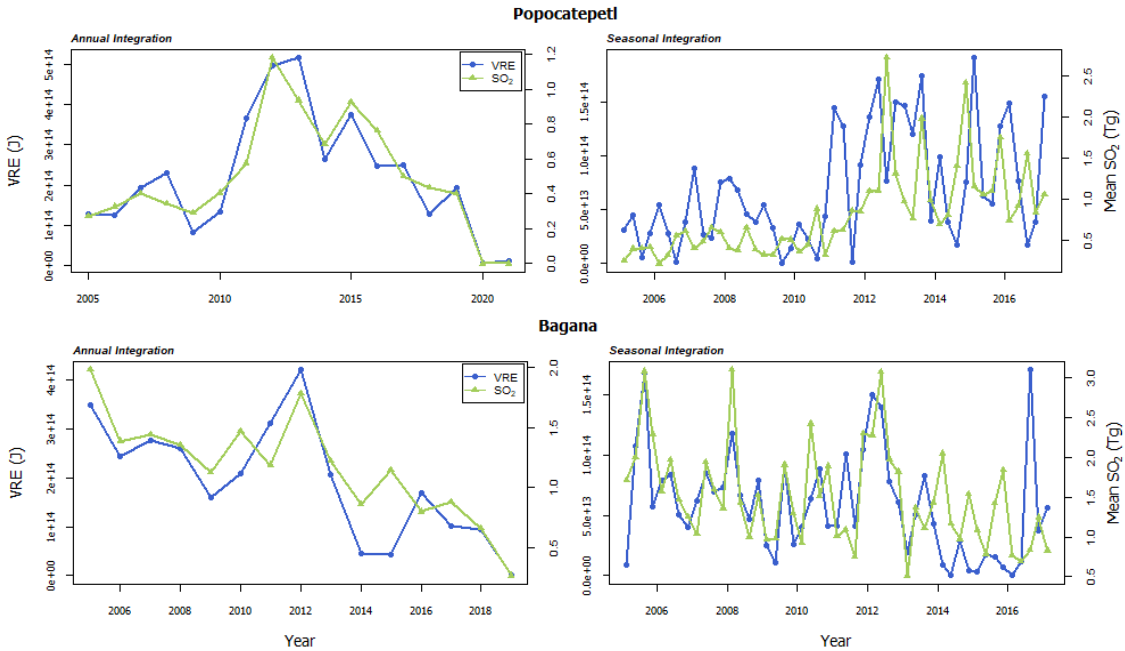 Popocatepetl
Annual Integration
Seasonal Integration
VRE
SO2
VRE (J)
0.0e+00 1e+14 2e+14 3e+14 4e+14 5e+14
0.0 0.2 0.4 0.6 0.8 1.0 1.2
2005 2010 2015 2020
0.0e+00 5.0e+13 1.0e+14 1.5e+14
0.5 1.0 1.5 2.0 2.5
Mean SO2 (Tg)
2006 2008 2010 2012 2014 2016
Bagana
Annual Integration
Seasonal Integration
VRE
SO2
VRE (J)
0.0e+00 1e+14 2e+14 3e+14 4e+14
0.5 1.0 1.5 2.0
2006 2008 2010 2012 2014 2016 2018
0.0e+00 5.0e+13 1.0e+14 1.5e+14
0.5 1.0 1.5 2.0 2.5 3.0
Mean SO2 (Tg)
2006 2008 2010 2012 2014 2016
Year
Year